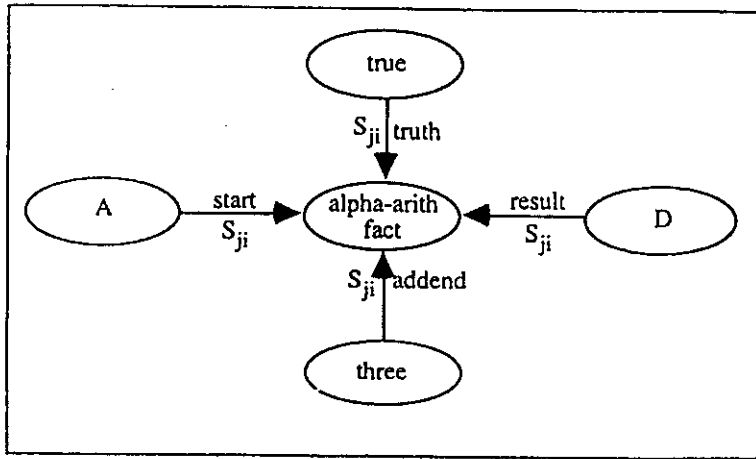 true
S_ji truth
A
start
S_ji
alpha-arith
fact
result
S_ji
D
S_ji addend
three